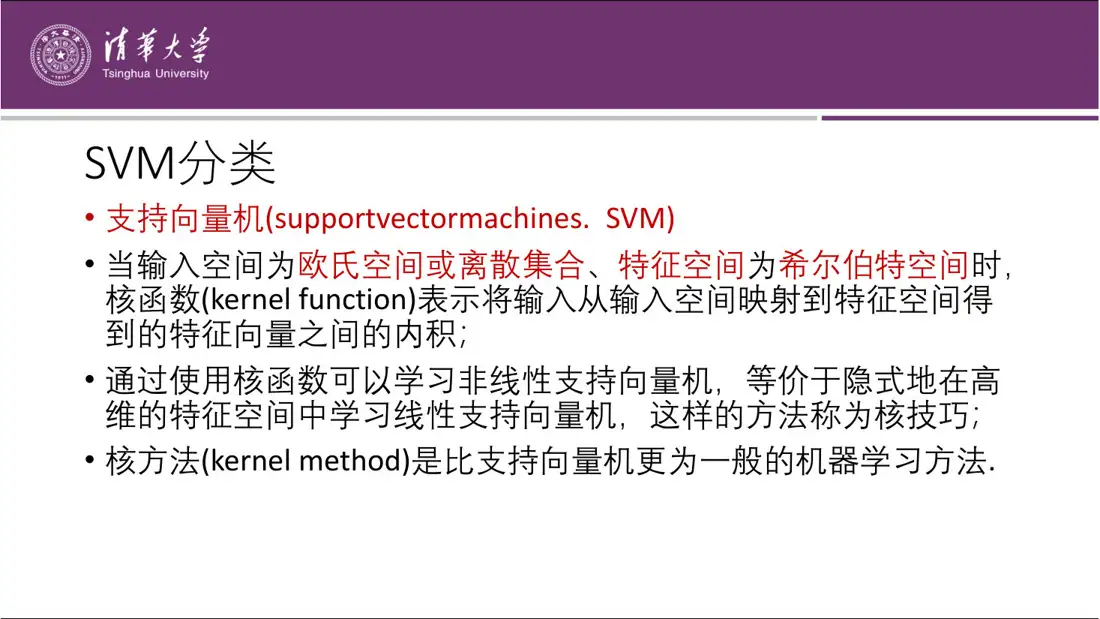 清华大学
Tsinghua University
SVM分类
• 支持向量机(supportvectormachines. SVM)
• 当输入空间为欧氏空间或离散集合、特征空间为希尔伯特空间时,
核函数(kernel function)表示将输入从输入空间映射到特征空间得
到的特征向量之间的内积;
• 通过使用核函数可以学习非线性支持向量机, 等价于隐式地在高
维的特征空间中学习线性支持向量机, 这样的方法称为核技巧;
• 核方法(kernel method)是比支持向量机更为一般的机器学习方法.